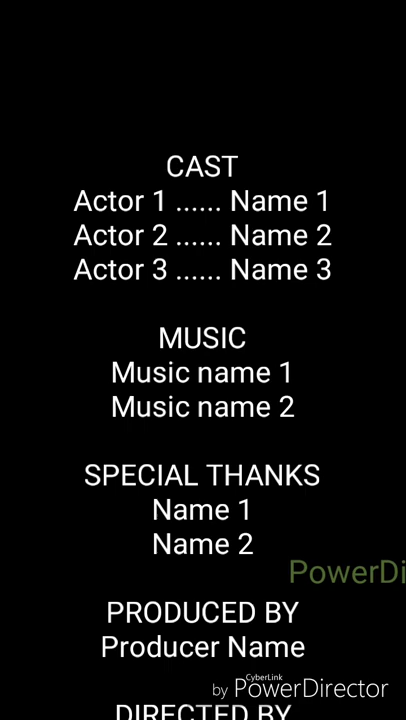 CAST
Actor 1 ...... Name 1
Actor 2 ...... Name 2
Actor 3 ...... Name 3
MUSIC
Music name 1
Music name 2
SPECIAL THANKS
Name 1
Name 2
PowerDi
PRODUCED BY
Producer Name
CyberLink
by PowerDirector
DIRECTED BY